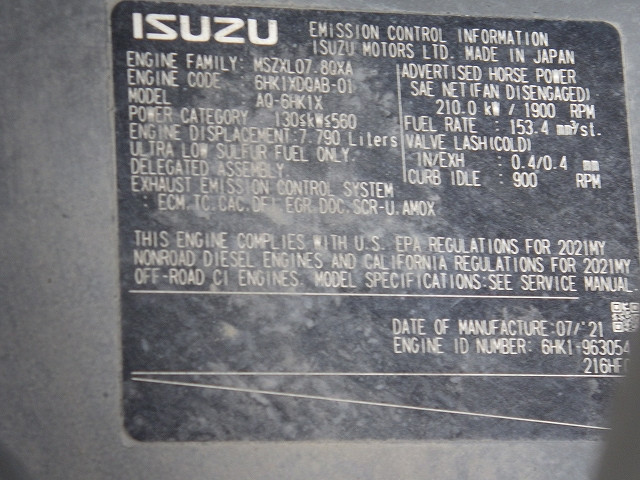 ISUZU
EMISSION CONTROL INFORMATION
ISUZU MOTORS LTD. MADE IN JAPAN
ENGINE FAMILY: MSZXL07.8QXA
ENGINE CODE : 6HK1XDQAB-01
MODEL : AQ-6HK1X
POWER CATEGORY : 130≤kW≤560
ENGINE DISPLACEMENT:7.790 Liters
ULTRA LOW SULFUR FUEL ONLY.
DELEGATED ASSEMBLY
EXHAUST EMISSION CONTROL SYSTEM
: ECM,TC,CAC,DFI,EGR,DOC,SCR-U,AMOX
ADVERTISED HORSE POWER
SAE NET(FAN DISENGAGED)
210.0 kW / 1900 RPM
FUEL RATE : 153.4 mm³/st.
VALVE LASH(COLD)
IN/EXH : 0.4/0.4 mm
CURB IDLE : 900 RPM
THIS ENGINE COMPLIES WITH U.S. EPA REGULATIONS FOR 2021MY
NONROAD DIESEL ENGINES AND CALIFORNIA REGULATIONS FOR 2021MY
OFF-ROAD CI ENGINES. MODEL SPECIFICATIONS:SEE SERVICE MANUAL.
DATE OF MANUFACTURE:07/'21
ENGINE ID NUMBER: 6HK1-963054